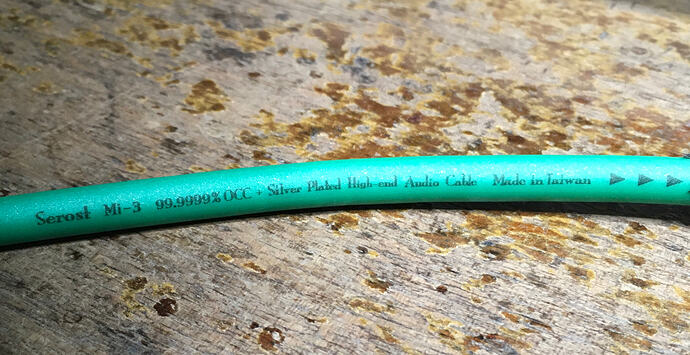 Serost Mi-3 99.9999% OCC + Silver Plated High-end Audio Cable Made in Taiwan